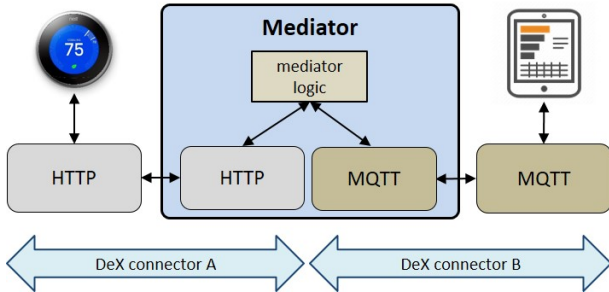 Mediator
75
mediator
logic
HTTP
HTTP
MQTT
MQTT
DeX connector A
DeX connector B